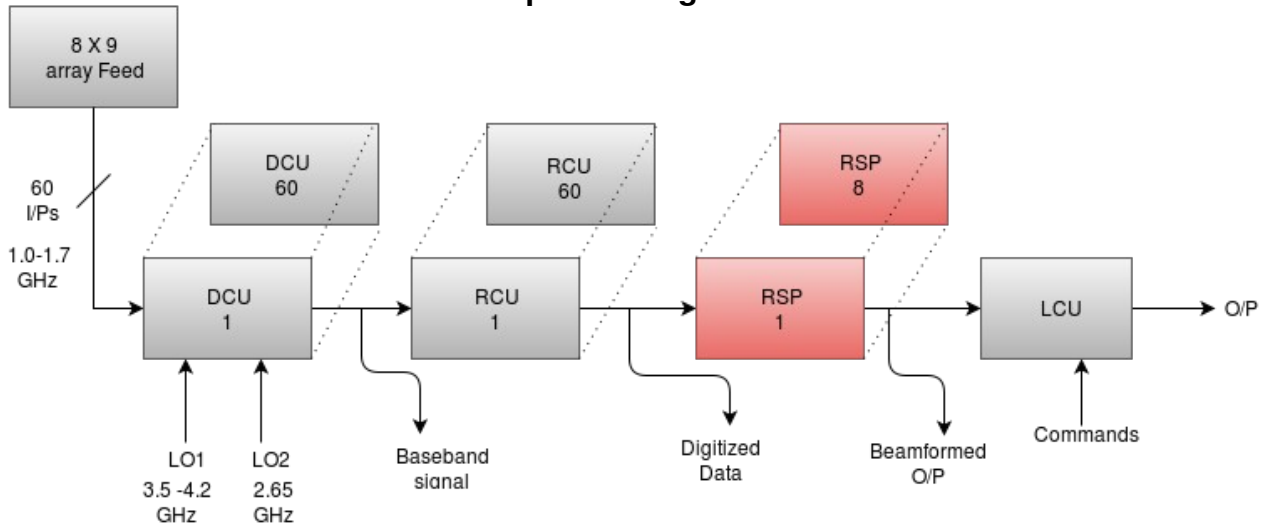 8 X 9
array Feed
DCU
60
RCU
60
RSP
8
60
I/Ps
1.0-1.7
GHz
DCU
1
RCU
1
RSP
1
LCU
O/P
LO1
3.5 -4.2
GHz
LO2
2.65
GHz
Baseband
signal
Digitized
Data
Beamformed
O/P
Commands